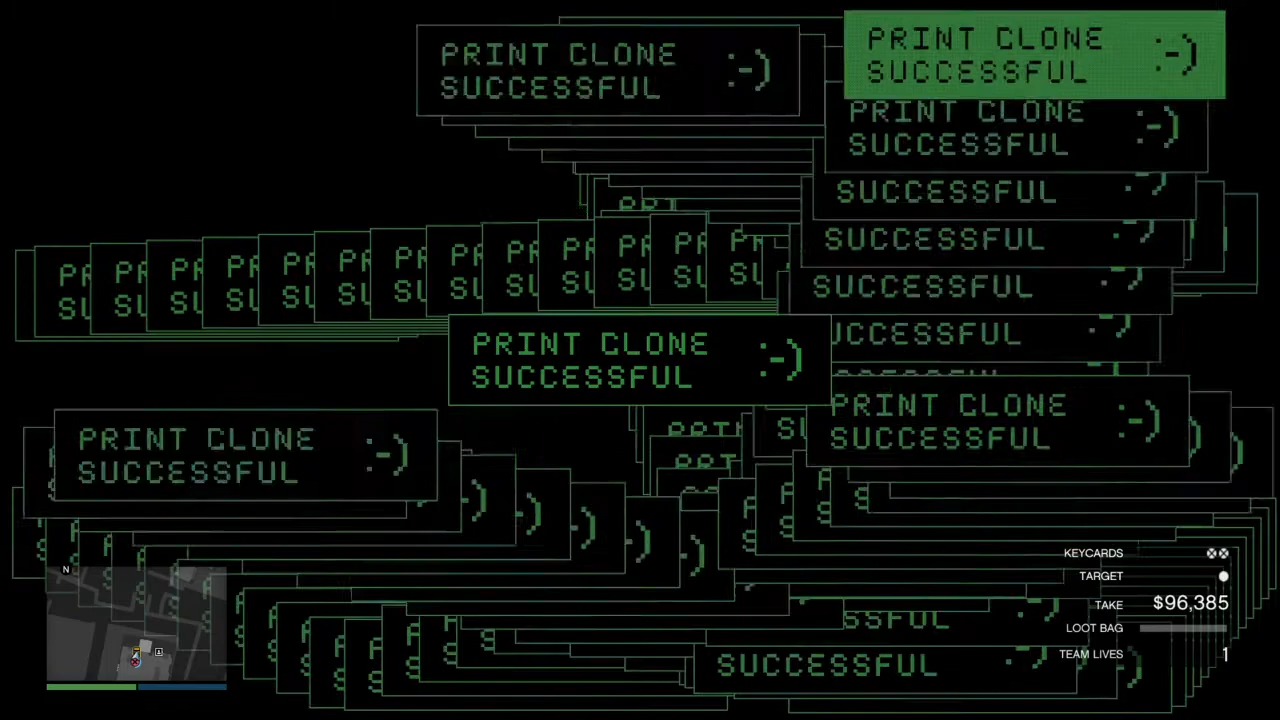 PRINT CLONE
SUCCESSFUL :-)
PRINT CLONE
SUCCESSFUL :-)
PRINT CLONE
SUCCESSFUL :-)
SUCCESSFUL
SUCCESSFUL
SUCCESSFUL
PRINT CLONE
SUCCESSFUL :-)
PRINT CLONE
SUCCESSFUL :-)
PRINT CLONE
SUCCESSFUL :-)
N
KEYCARDS
TARGET
TAKE $96,385
LOOT BAG
TEAM LIVES 1
SUCCESSFUL